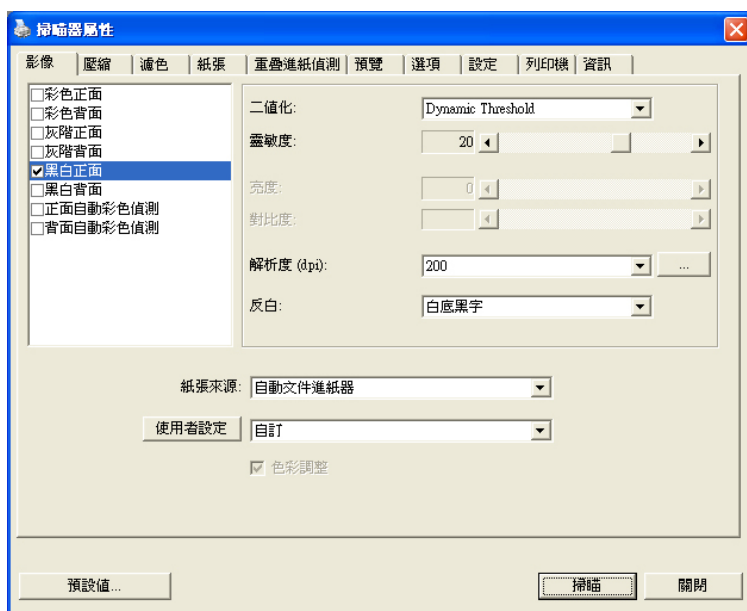 掃瞄器屬性
影像 壓縮 濾色 紙張 重疊進紙偵測 預覽 選項 設定 列印機 資訊
彩色正面
彩色背面
灰階正面
灰階背面
黑白正面
黑白背面
正面自動彩色偵測
背面自動彩色偵測
二值化: Dynamic Threshold
靈敏度: 20
亮度: 0
對比度:
解析度 (dpi): 200 ...
反白: 白底黑字
紙張來源: 自動文件進紙器
使用者設定 自訂
色彩調整
預設值... 掃瞄 關閉